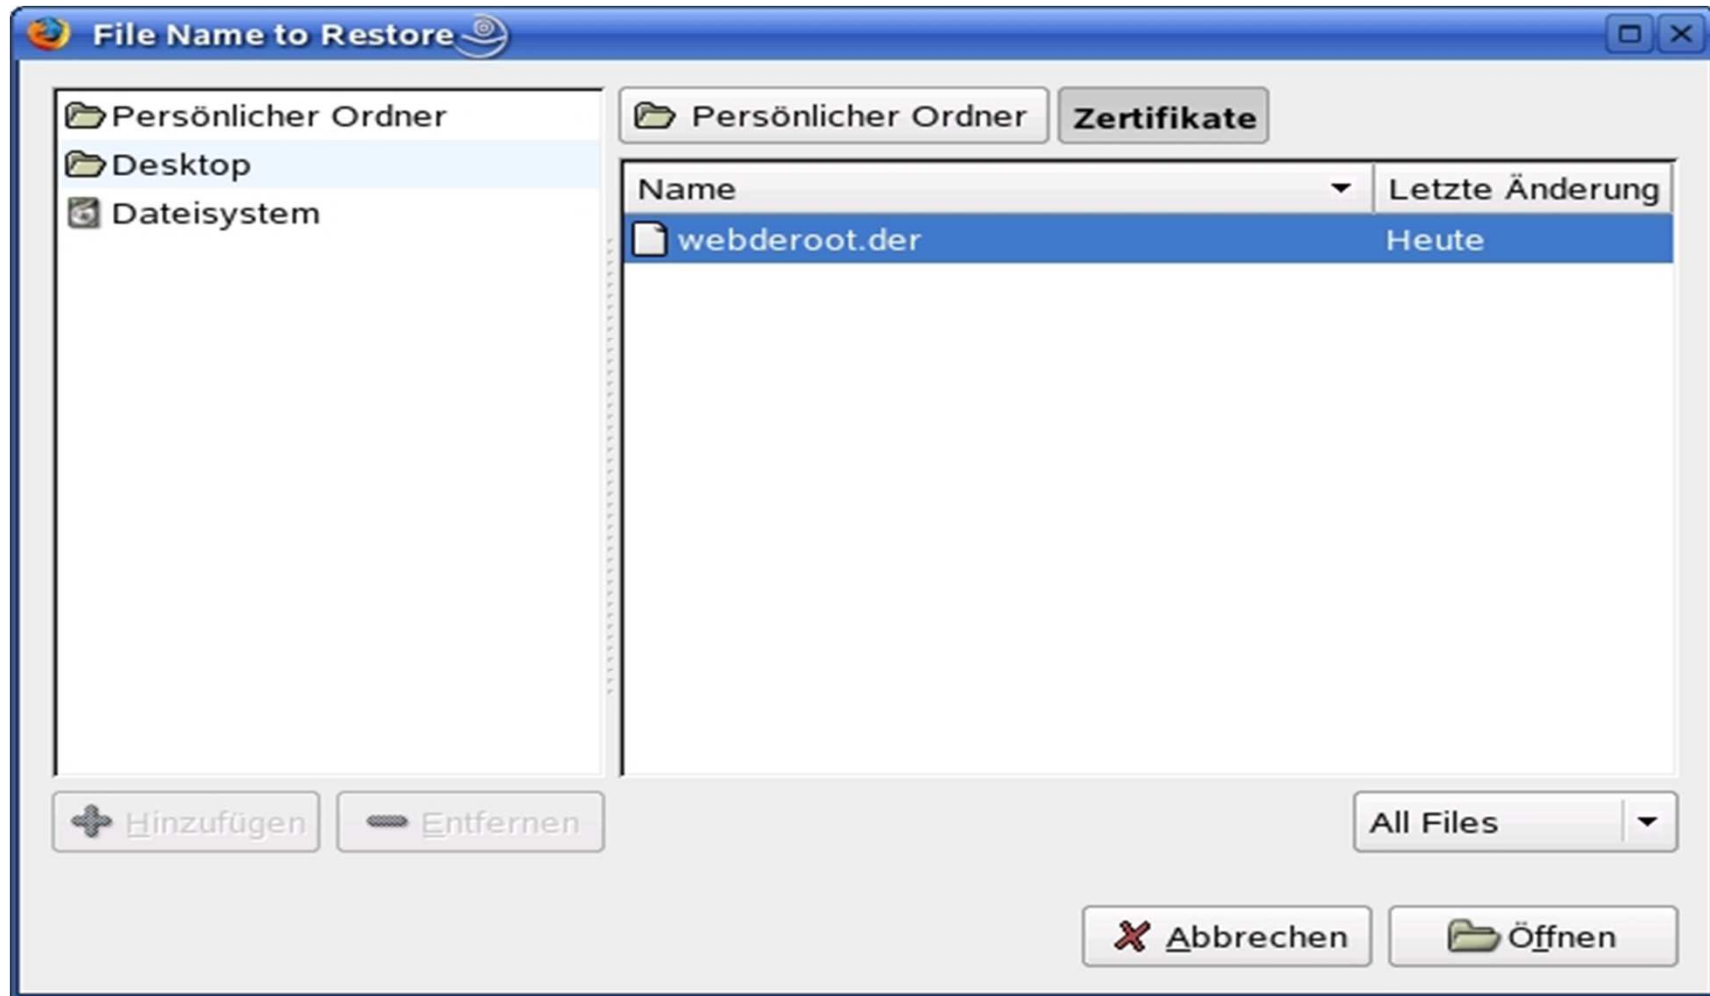 File Name to Restore
Persönlicher Ordner
Desktop
Dateisystem
Persönlicher Ordner Zertifikate
Name Letzte Änderung
webderoot.der Heute
Hinzufügen Entfernen
All Files
Abbrechen Öffnen